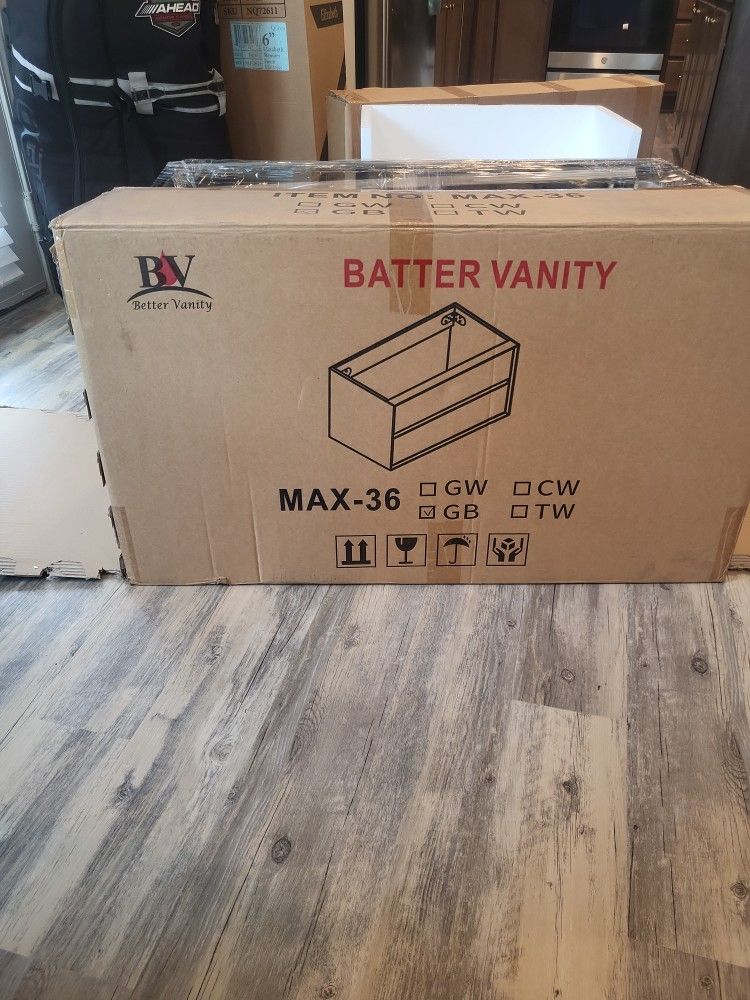 AHEAD
SKU NQ72611
6"
Elizabeth
ITEM NO: MAX-36
☐ GW ☐ CW
☑ GB ☐ TW
BV
Better Vanity
BATTER VANITY
MAX-36
☐ GW ☐ CW
☑ GB ☐ TW